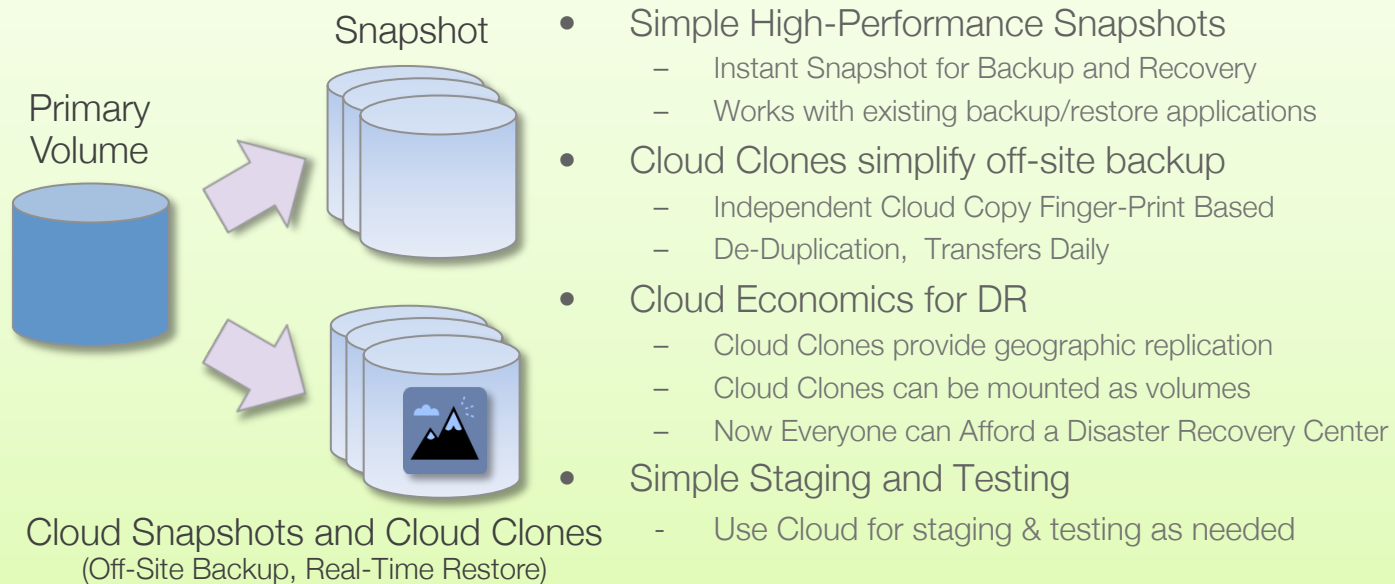 Snapshot
Primary
Volume
Cloud Snapshots and Cloud Clones
(Off-Site Backup, Real-Time Restore)
• Simple High-Performance Snapshots
– Instant Snapshot for Backup and Recovery
– Works with existing backup/restore applications
• Cloud Clones simplify off-site backup
– Independent Cloud Copy Finger-Print Based
– De-Duplication, Transfers Daily
• Cloud Economics for DR
– Cloud Clones provide geographic replication
– Cloud Clones can be mounted as volumes
– Now Everyone can Afford a Disaster Recovery Center
• Simple Staging and Testing
- Use Cloud for staging & testing as needed